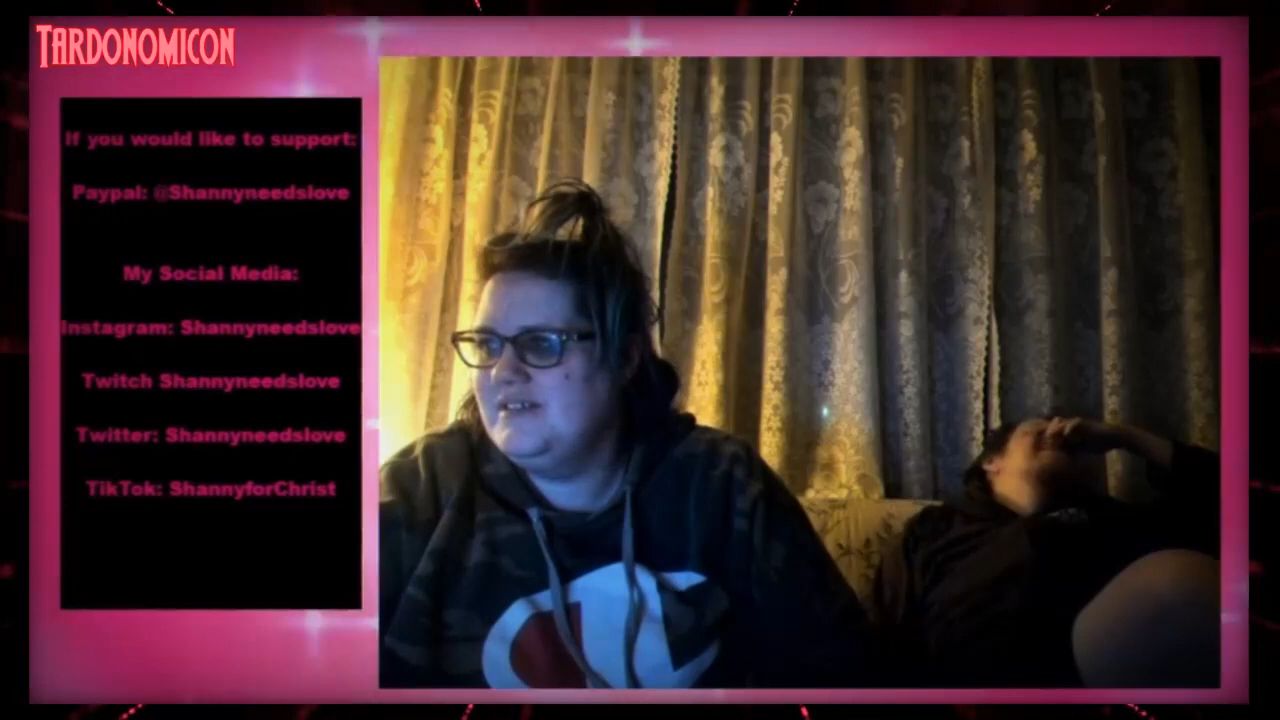 TARDONOMICON
If you would like to support:
Paypal: @Shannyneedslove
My Social Media:
Instagram: Shannyneedslove
Twitch Shannyneedslove
Twitter: Shannyneedslove
TikTok: ShannyforChrist